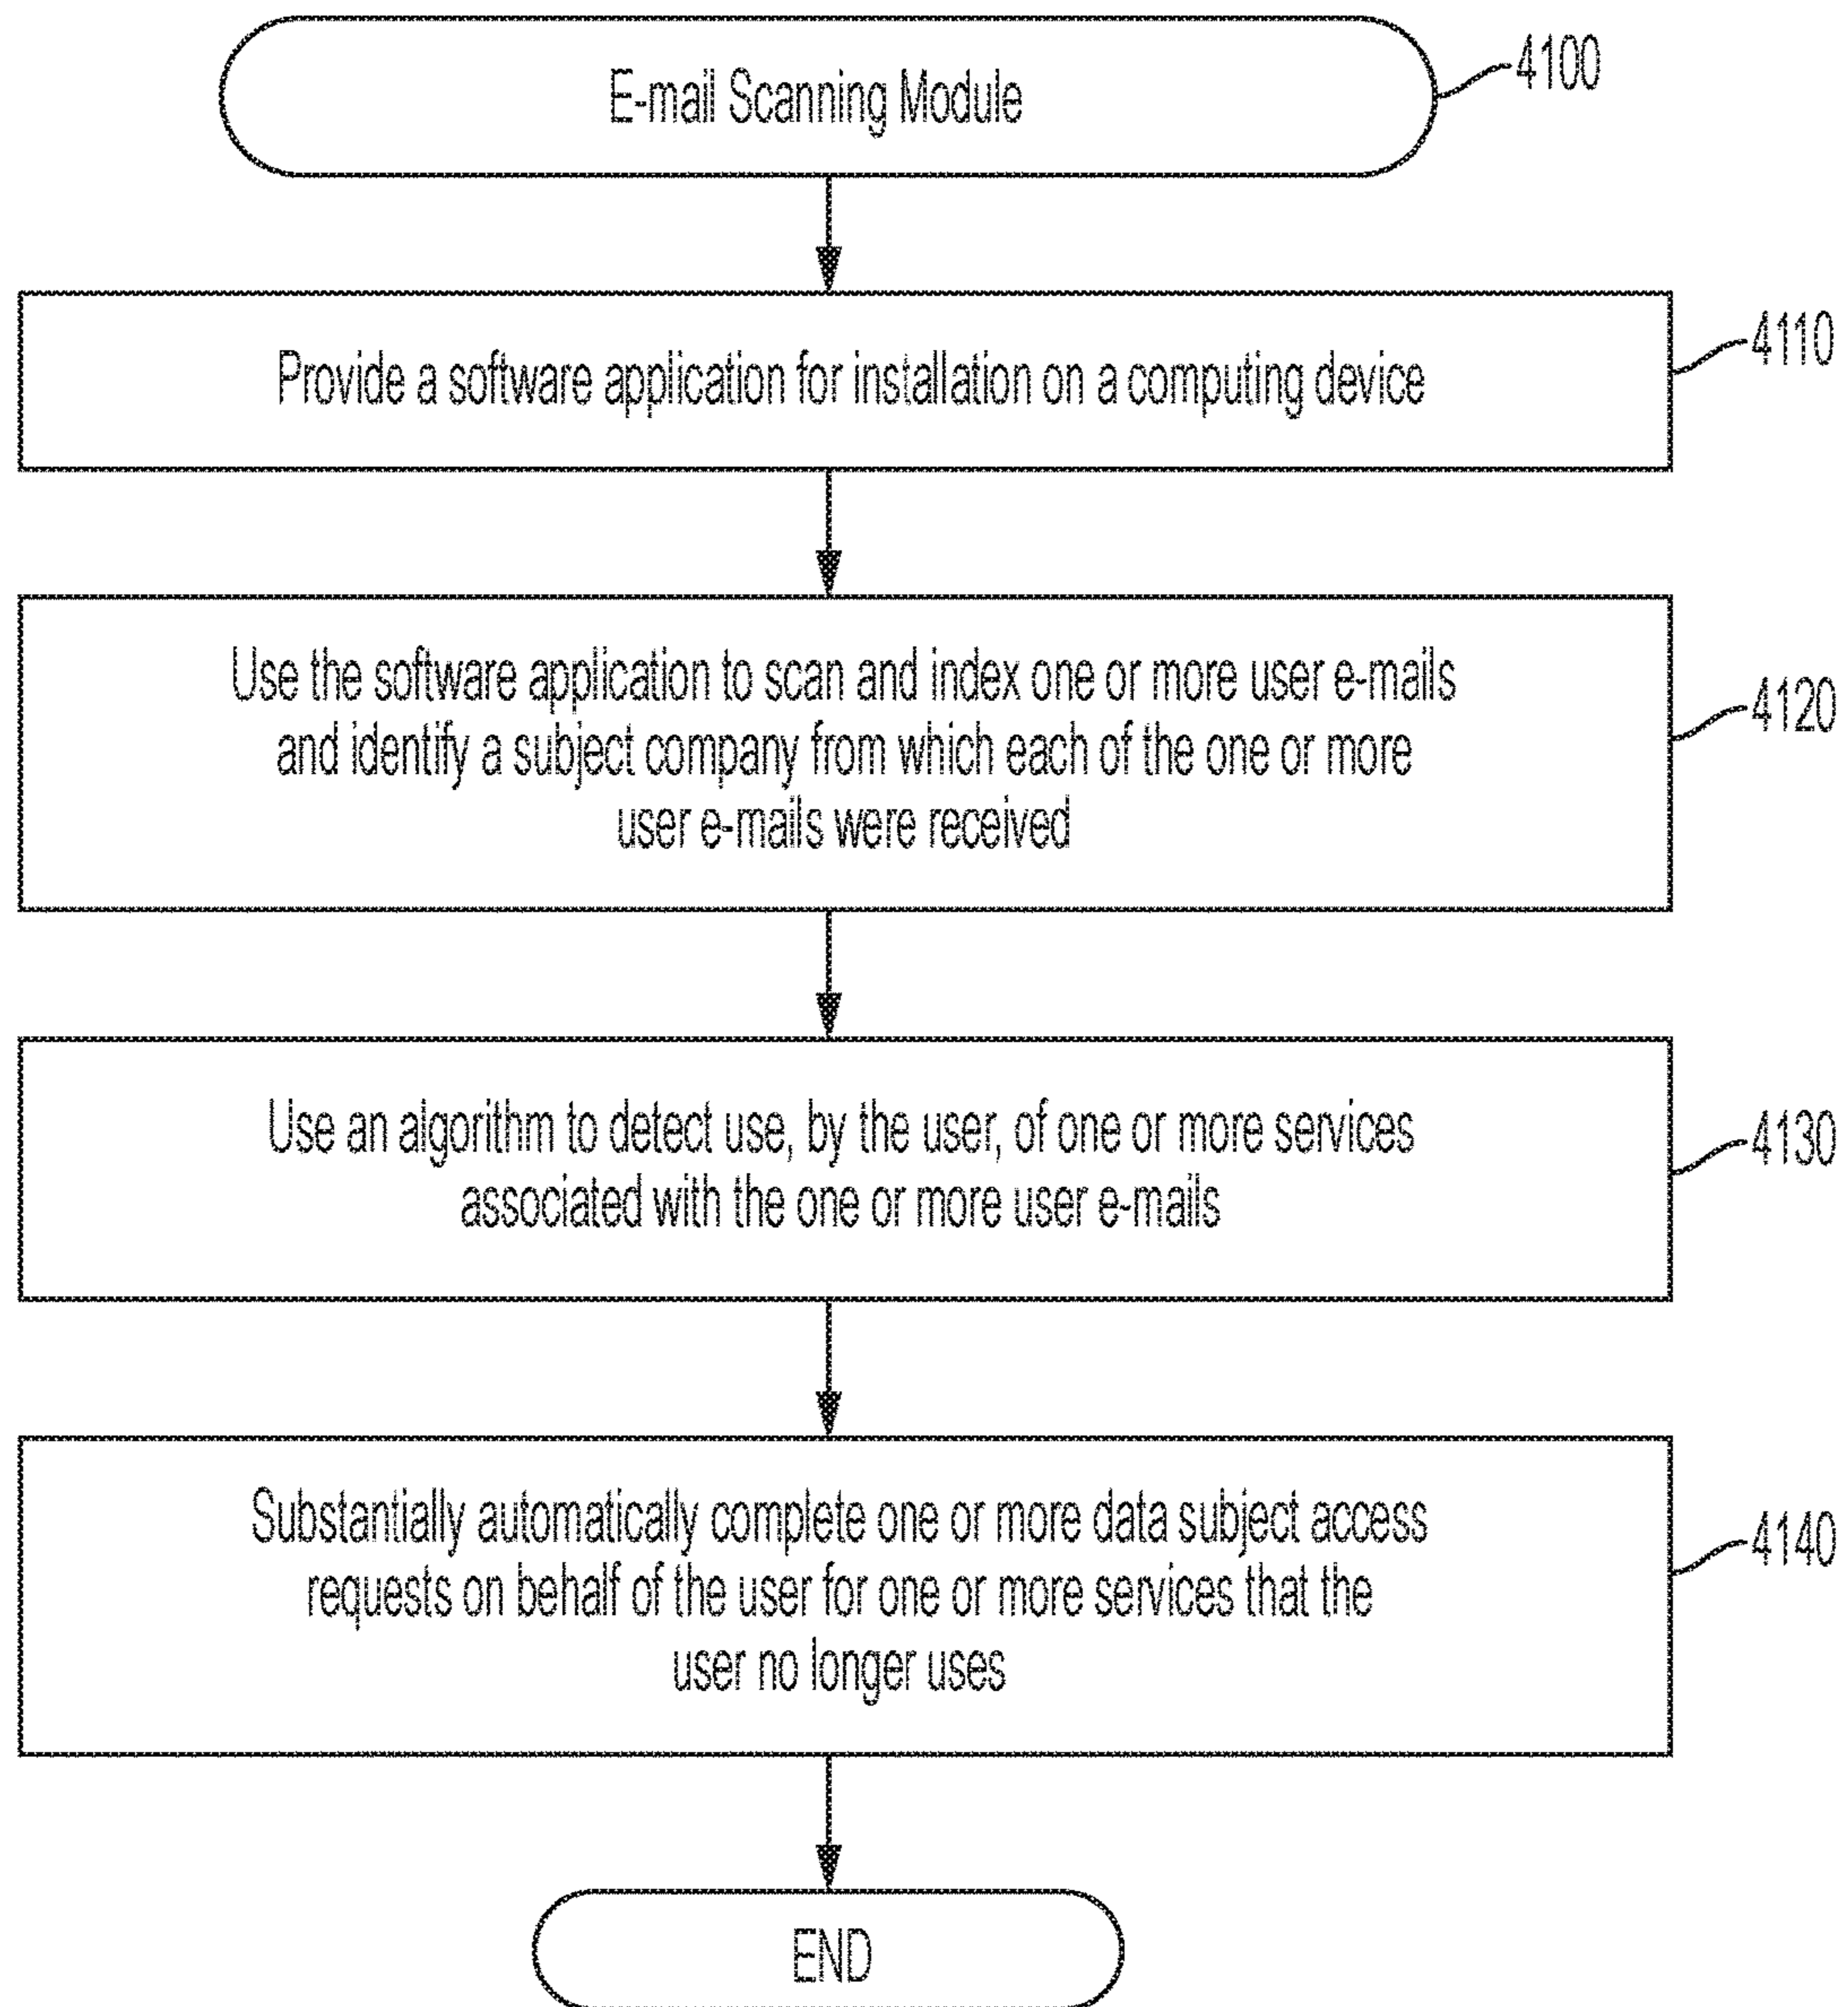 E-mail Scanning Module
4100
Provide a software application for installation on a computing device
4110
Use the software application to scan and index one or more user e-mails
and identify a subject company from which each of the one or more
user e-mails were received
4120
Use an algorithm to detect use, by the user, of one or more services
associated with the one or more user e-mails
4130
Substantially automatically complete one or more data subject access
requests on behalf of the user for one or more services that the
user no longer uses
4140
END